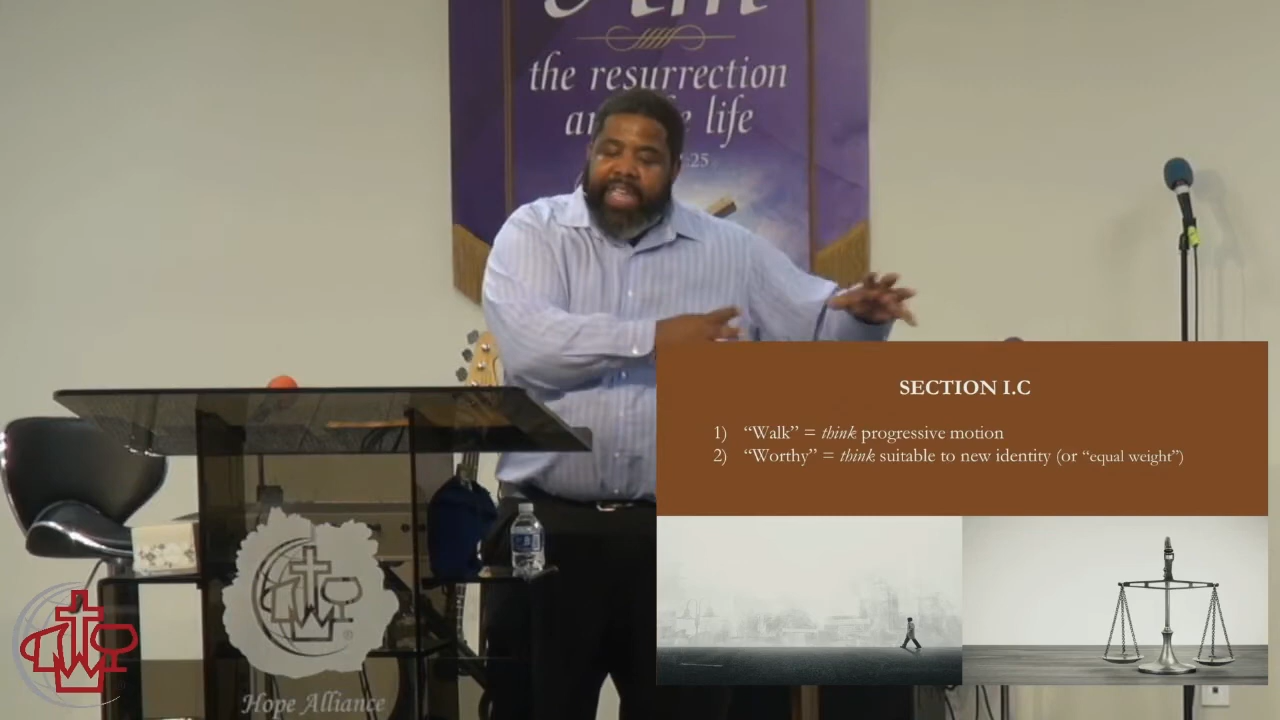 the resurrection
life
:25
SECTION I.C
1) “Walk” = think progressive motion
2) “Worthy” = think suitable to new identity (or “equal weight”)
Hope Alliance
®